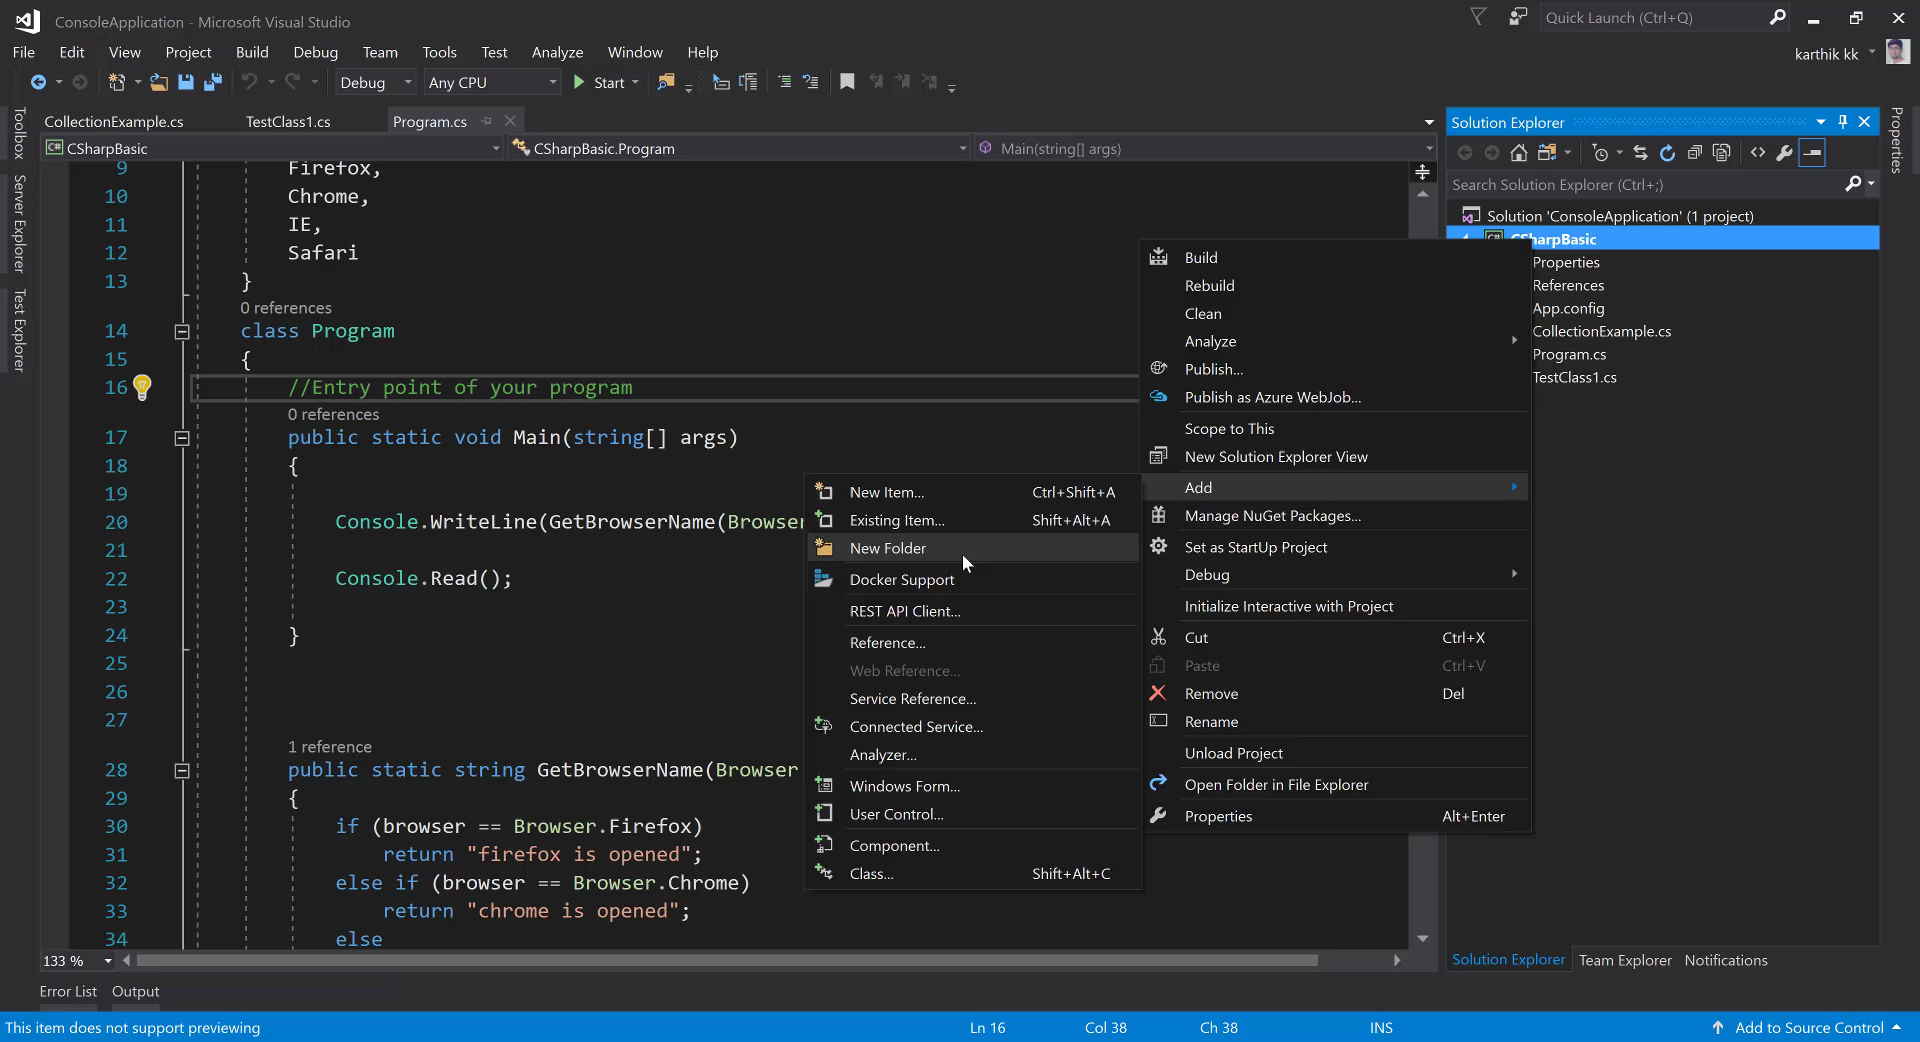 ConsoleApplication - Microsoft Visual Studio
Quick Launch (Ctrl+Q)
File Edit View Project Build Debug Team Tools Test Analyze Window Help
karthik kk
Debug Any CPU Start
CollectionExample.cs TestClass1.cs Program.cs
CSharpBasic CSharpBasic.Program Main(string[] args)
Toolbox
Server Explorer
Test Explorer
9 Firefox,
10 Chrome,
11 IE,
12 Safari
13 }
0 references
14 class Program
15 {
16 //Entry point of your program
0 references
17 public static void Main(string[] args)
18 {
19
20 Console.WriteLine(GetBrowserName(Browser
21
22 Console.Read();
23
24 }
25
26
27
1 reference
28 public static string GetBrowserName(Browser
29 {
30 if (browser == Browser.Firefox)
31 return "firefox is opened";
32 else if (browser == Browser.Chrome)
33 return "chrome is opened";
34 else
133 %
New Item... Ctrl+Shift+A
Existing Item... Shift+Alt+A
New Folder
Docker Support
REST API Client...
Reference...
Web Reference...
Service Reference...
Connected Service...
Analyzer...
Windows Form...
User Control...
Component...
Class... Shift+Alt+C
Build
Rebuild
Clean
Analyze
Publish...
Publish as Azure WebJob...
Scope to This
New Solution Explorer View
Add
Manage NuGet Packages...
Set as StartUp Project
Debug
Initialize Interactive with Project
Cut Ctrl+X
Paste Ctrl+V
Remove Del
Rename
Unload Project
Open Folder in File Explorer
Properties Alt+Enter
Solution Explorer
Search Solution Explorer (Ctrl+;)
Solution 'ConsoleApplication' (1 project)
CSharpBasic
Properties
References
App.config
CollectionExample.cs
Program.cs
TestClass1.cs
Properties
Solution Explorer Team Explorer Notifications
Error List Output
This item does not support previewing Ln 16 Col 38 Ch 38 INS Add to Source Control